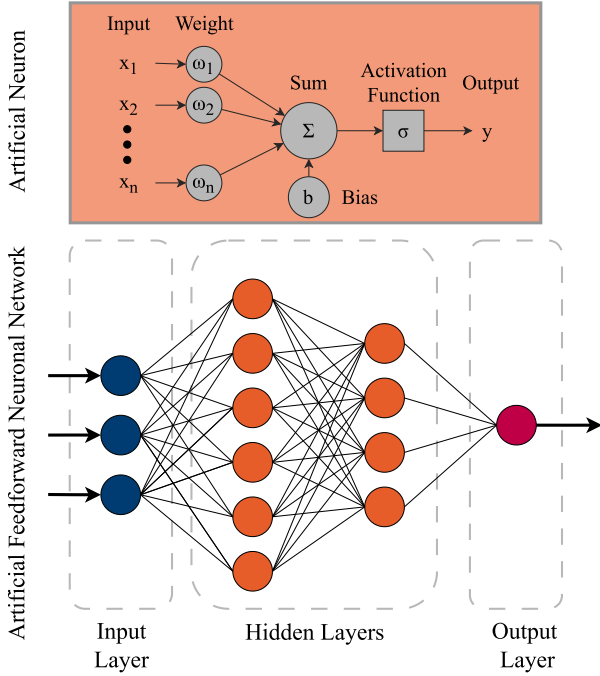 Artificial Neuron
Input
Weight
x1
ω1
x2
ω2
xn
ωn
Sum
Σ
b
Bias
Activation
Function
σ
Output
y
Artificial Feedforward Neuronal Network
Input
Layer
Hidden Layers
Output
Layer